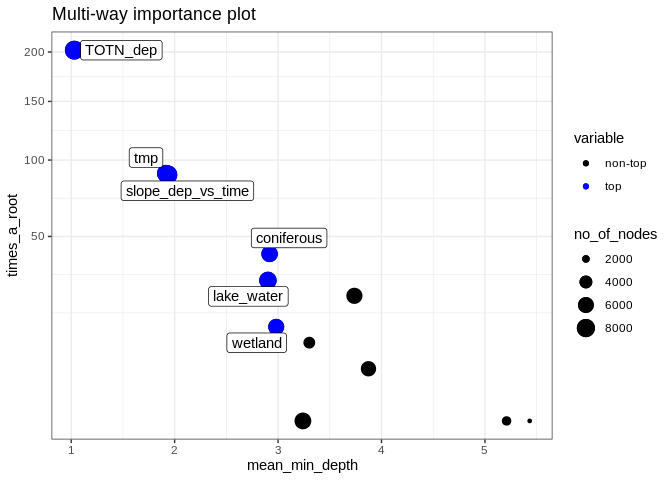 Multi-way importance plot
times_a_root
200
150
100
50
TOTN_dep
tmp
slope_dep_vs_time
coniferous
lake_water
wetland
1 2 3 4 5
mean_min_depth
variable
non-top
top
no_of_nodes
2000
4000
6000
8000